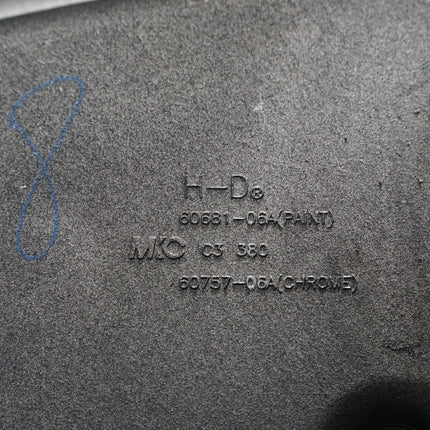 H-D®
60681-06A(PAINT)
MKC C3 380
60757-06A(CHROME)